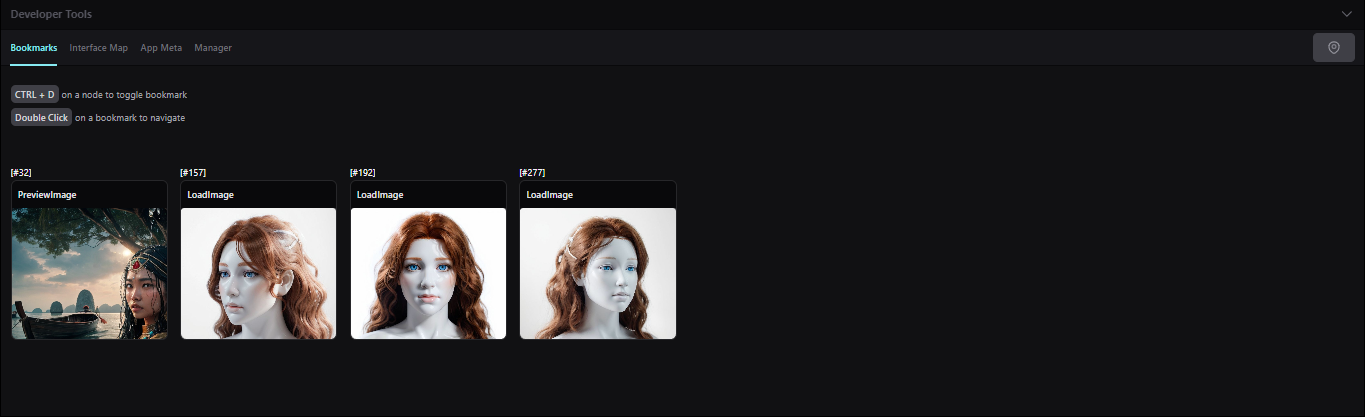 Developer Tools
Bookmarks Interface Map App Meta Manager
CTRL + D on a node to toggle bookmark
Double Click on a bookmark to navigate
[#32] [#157] [#192] [#277]
PreviewImage LoadImage LoadImage LoadImage